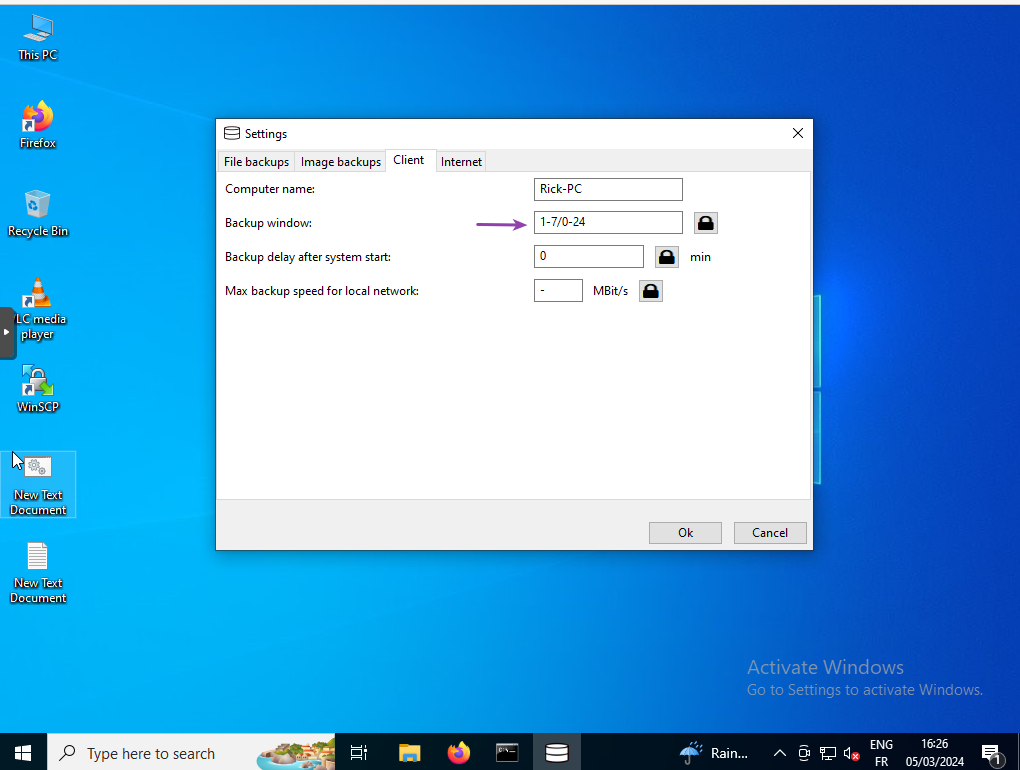 This PC
Firefox
Recycle Bin
VLC media
player
WinSCP
New Text
Document
New Text
Document
Settings
File backups
Image backups
Client
Internet
Computer name:
Rick-PC
Backup window:
1-7/0-24
Backup delay after system start:
0
min
Max backup speed for local network:
-
MBit/s
Ok
Cancel
Activate Windows
Go to Settings to activate Windows.
Type here to search
Rain...
ENG
FR
16:26
05/03/2024
1